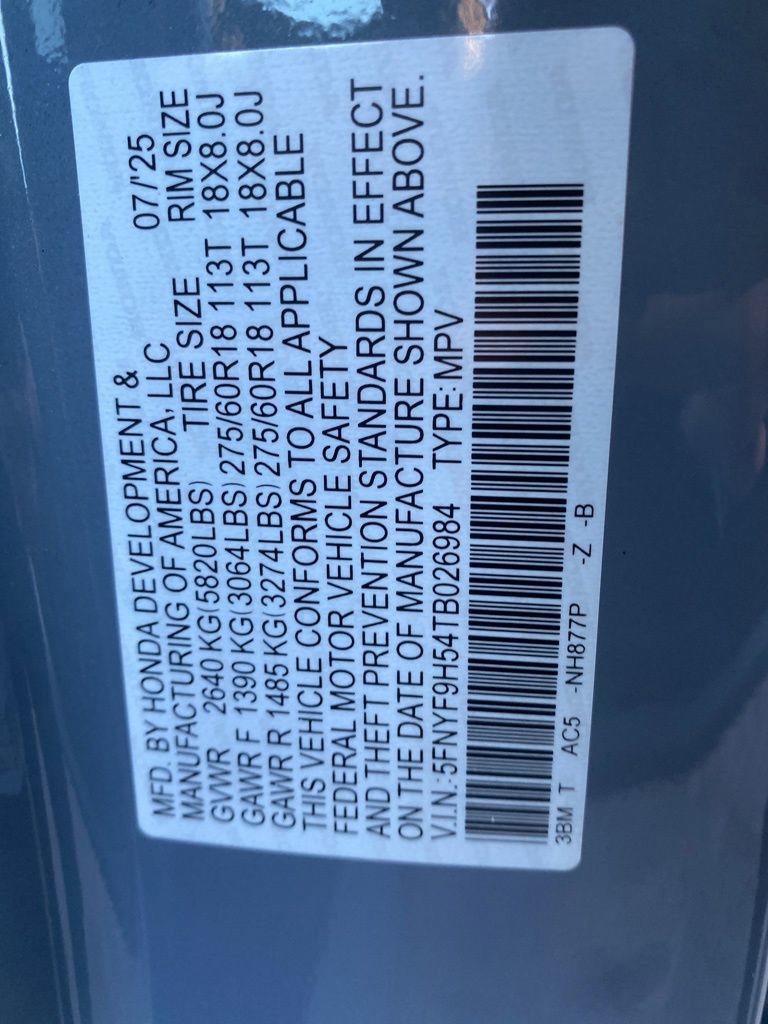 MFD. BY HONDA DEVELOPMENT &
MANUFACTURING OF AMERICA, LLC 07/'25
GVWR 2640 KG(5820LBS) TIRE SIZE RIM SIZE
GAWR F 1390 KG(3064LBS) 275/60R18 113T 18X8.0J
GAWR R 1485 KG(3274LBS) 275/60R18 113T 18X8.0J
THIS VEHICLE CONFORMS TO ALL APPLICABLE
FEDERAL MOTOR VEHICLE SAFETY
AND THEFT PREVENTION STANDARDS IN EFFECT
ON THE DATE OF MANUFACTURE SHOWN ABOVE.
V.I.N.:5FNYF9H54TB026984 TYPE: MPV
3BM T AC5 -NH877P -Z -B